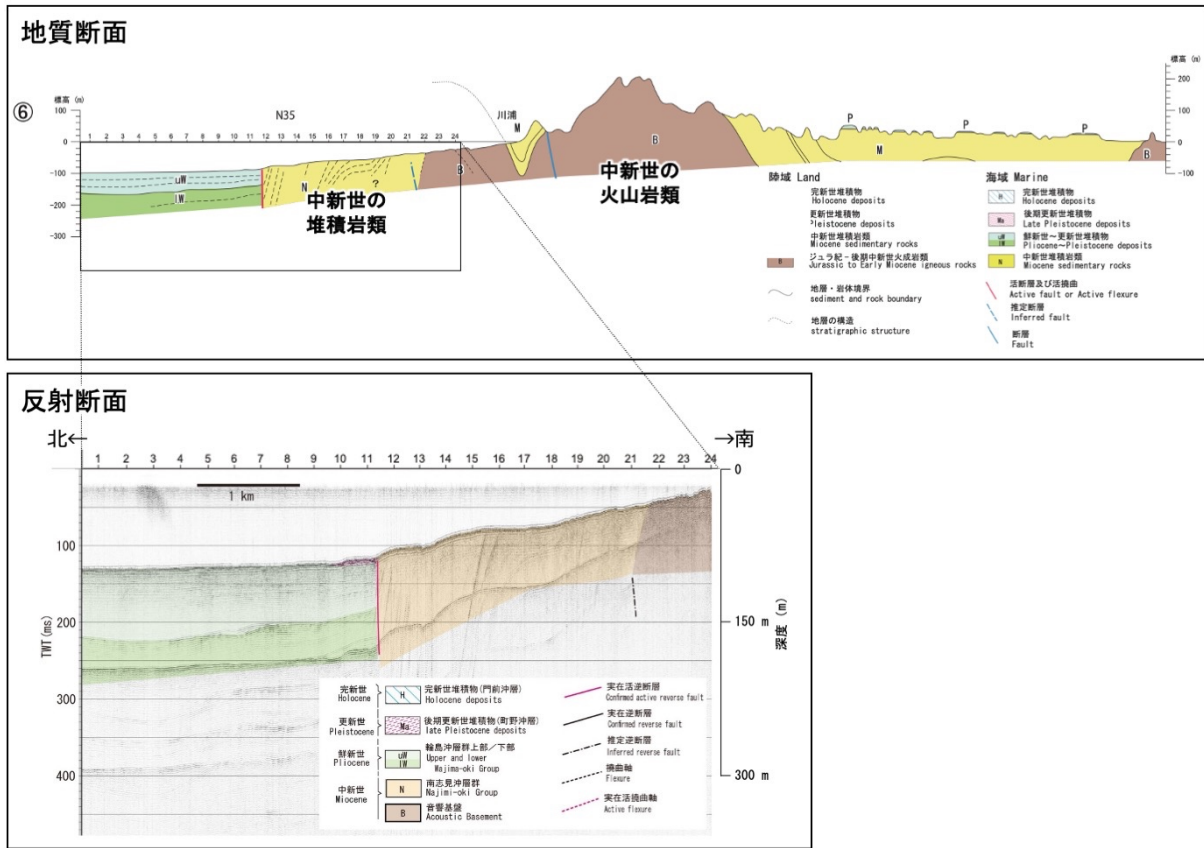 地質断面
⑥
標高 (m)
100
0
-100
-200
-300
N35
1 2 3 4 5 6 7 8 9 10 11 12 13 14 15 16 17 18 19 20 21 22 23 24
川浦
M
uW
lW
N
?
B
B
P
P
P
M
B
中新世の
堆積岩類
中新世の
火山岩類
標高 (m)
200
100
0
-100
陸域 Land
完新世堆積物
Holocene deposits
更新世堆積物
Pleistocene deposits
中新世堆積岩類
Miocene sedimentary rocks
B
ジュラ紀-後期中新世火成岩類
Jurassic to Early Miocene igneous rocks
地層・岩体境界
sediment and rock boundary
地層の構造
stratigraphic structure
海域 Marine
H
完新世堆積物
Holocene deposits
Ma
後期更新世堆積物
Late Pleistocene deposits
uW
lW
鮮新世〜更新世堆積物
Pliocene~Pleistocene deposits
N
中新世堆積岩類
Miocene sedimentary rocks
活断層及び活撓曲
Active fault or Active flexure
推定断層
Inferred fault
断層
Fault
反射断面
北←
→南
1 2 3 4 5 6 7 8 9 10 11 12 13 14 15 16 17 18 19 20 21 22 23 24
1 km
TWT(ms)
100
200
300
400
0
150 m
300 m
深度 (m)
完新世
Holocene
H
完新世堆積物(門前沖層)
Holocene deposits
更新世
Pleistocene
Ma
後期更新世堆積物(町野沖層)
late Pleistocene deposits
鮮新世
Pliocene
uW
lW
輪島沖層群上部/下部
Upper and lower
Wajima-oki Group
中新世
Miocene
N
南志見沖層群
Najimi-oki Group
B
音響基盤
Acoustic Basement
実在活逆断層
Confirmed active reverse fault
実在逆断層
Confirmed reverse fault
推定逆断層
Inferred reverse fault
撓曲軸
Flexure
実在活撓曲軸
Active flexure